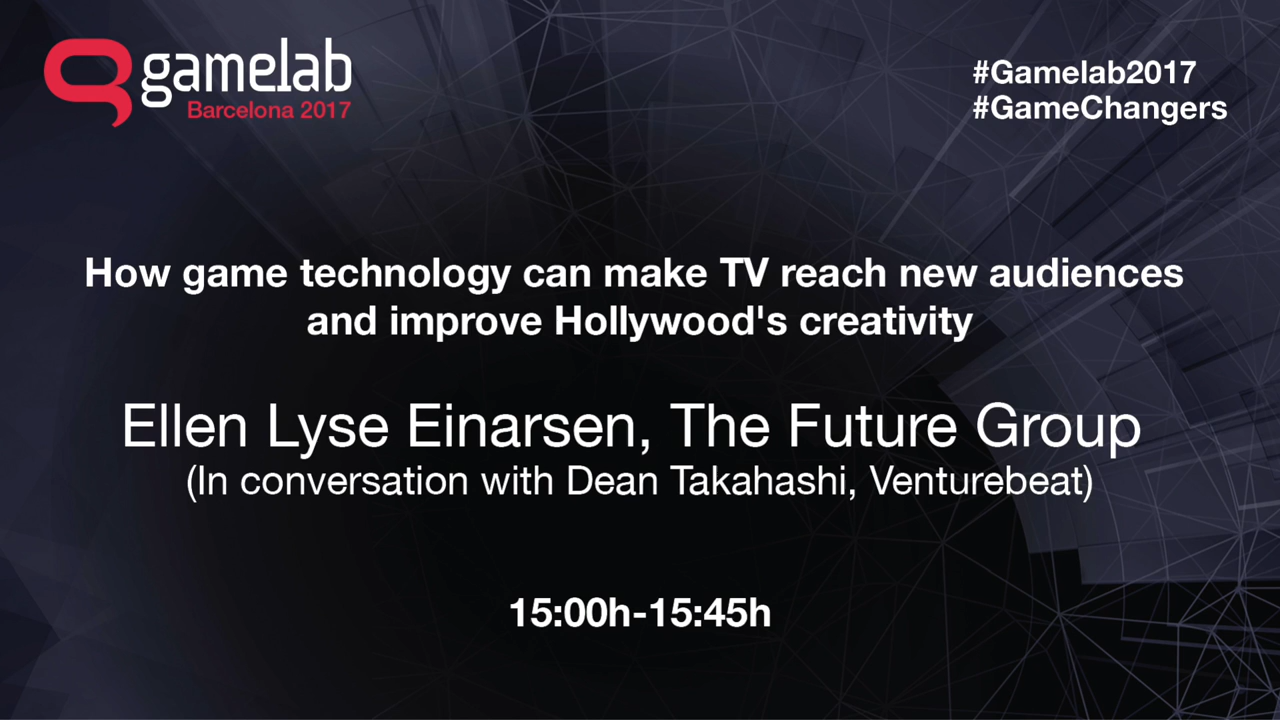 gamelab
Barcelona 2017
#Gamelab2017
#GameChangers
How game technology can make TV reach new audiences
and improve Hollywood's creativity
Ellen Lyse Einarsen, The Future Group
(In conversation with Dean Takahashi, Venturebeat)
15:00h-15:45h